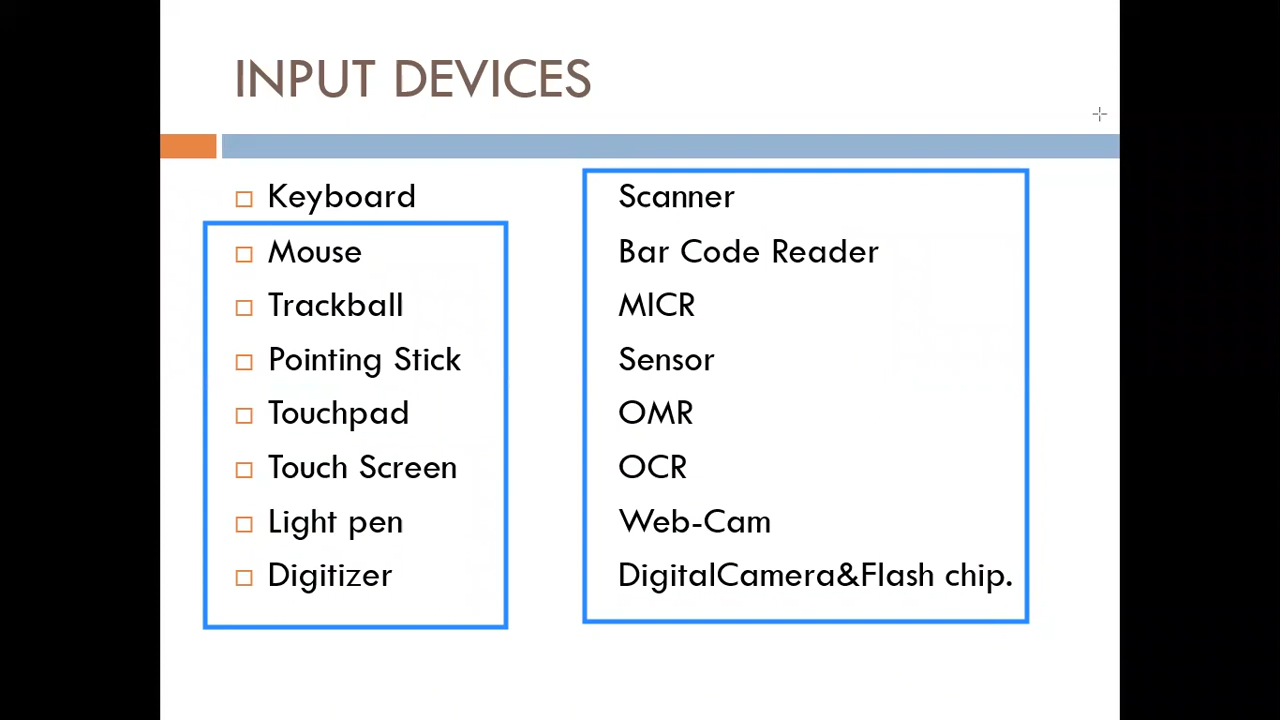 INPUT DEVICES
Keyboard
Mouse
Trackball
Pointing Stick
Touchpad
Touch Screen
Light pen
Digitizer
Scanner
Bar Code Reader
MICR
Sensor
OMR
OCR
Web-Cam
DigitalCamera&Flash chip.